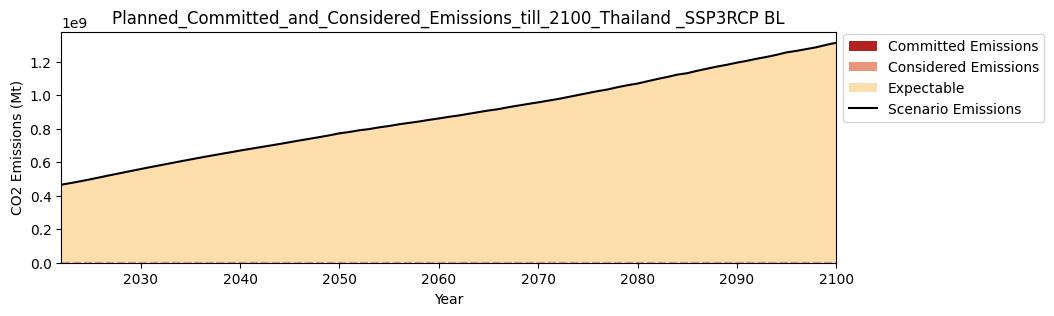 Planned_Committed_and_Considered_Emissions_till_2100_Thailand _SSP3RCP BL
1e9
CO2 Emissions (Mt)
1.2
1.0
0.8
0.6
0.4
0.2
0.0
2030 2040 2050 2060 2070 2080 2090 2100
Year
Committed Emissions
Considered Emissions
Expectable
Scenario Emissions